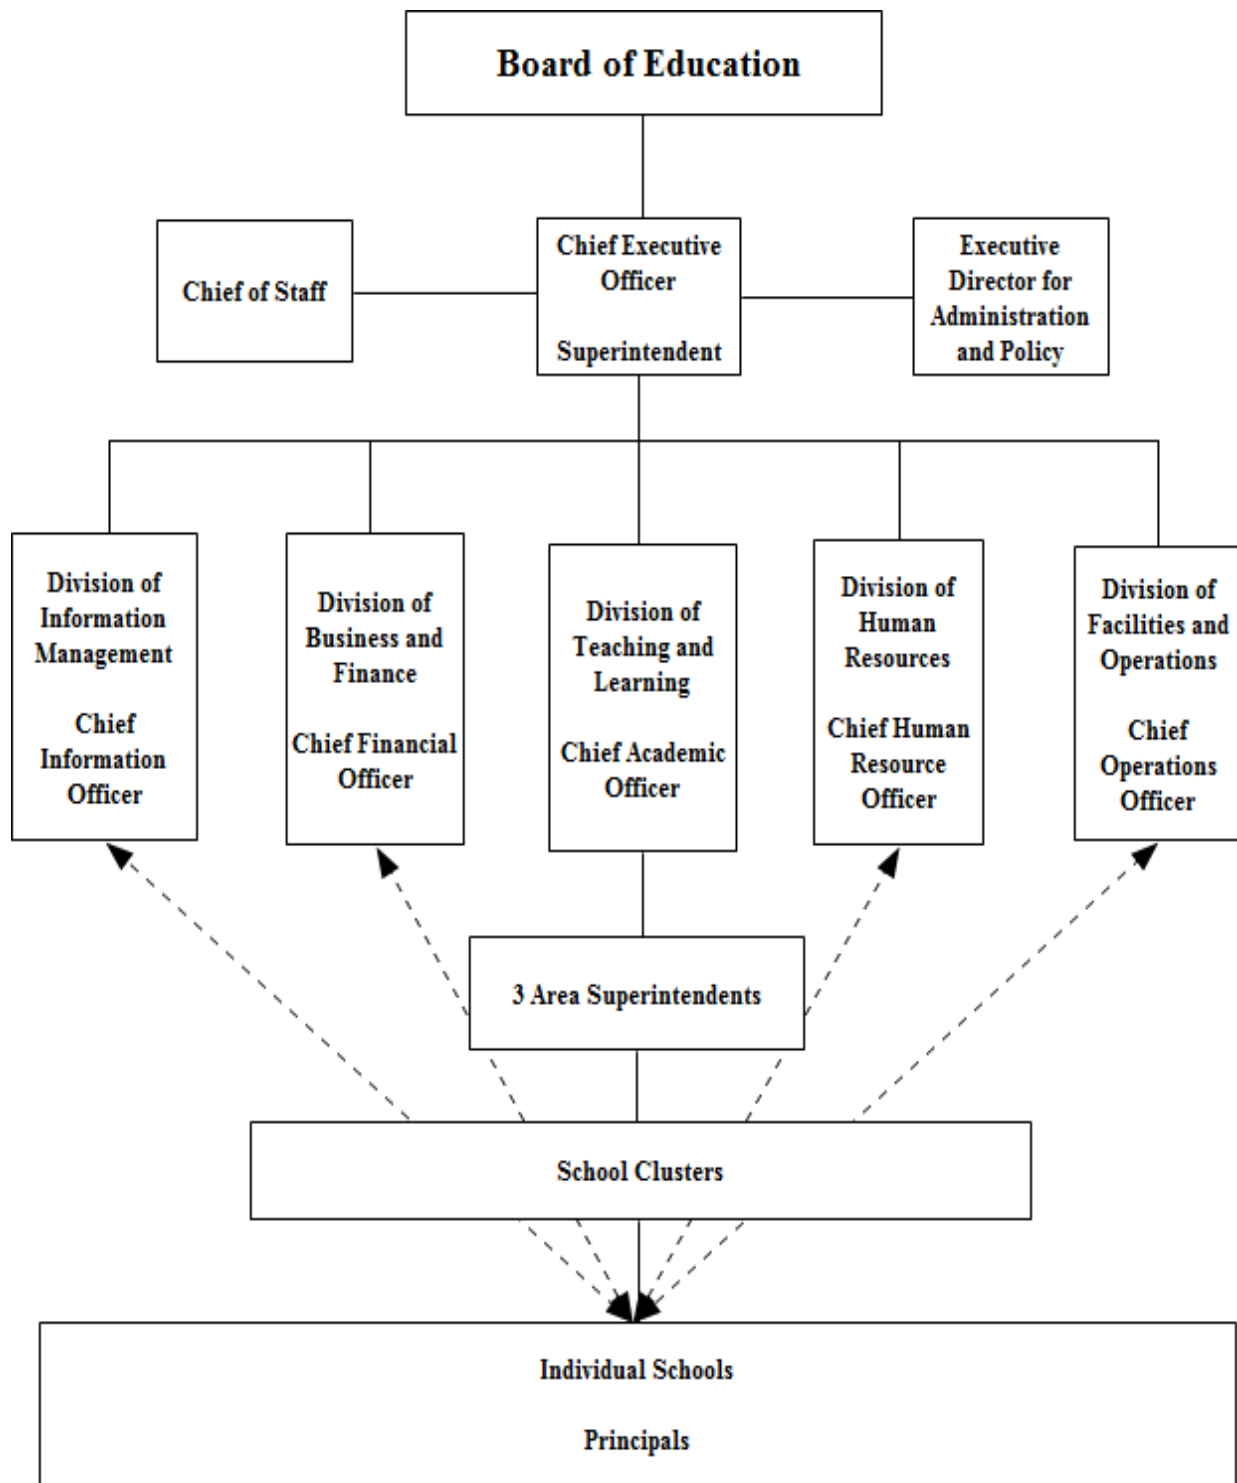 Board of Education
Chief of Staff
Chief Executive
Officer
Superintendent
Executive
Director for
Administration
and Policy
Division of
Information
Management
Chief
Information
Officer
Division of
Business and
Finance
Chief Financial
Officer
Division of
Teaching and
Learning
Chief Academic
Officer
Division of
Human
Resources
Chief Human
Resource
Officer
Division of
Facilities and
Operations
Chief
Operations
Officer
3 Area Superintendents
School Clusters
Individual Schools
Principals